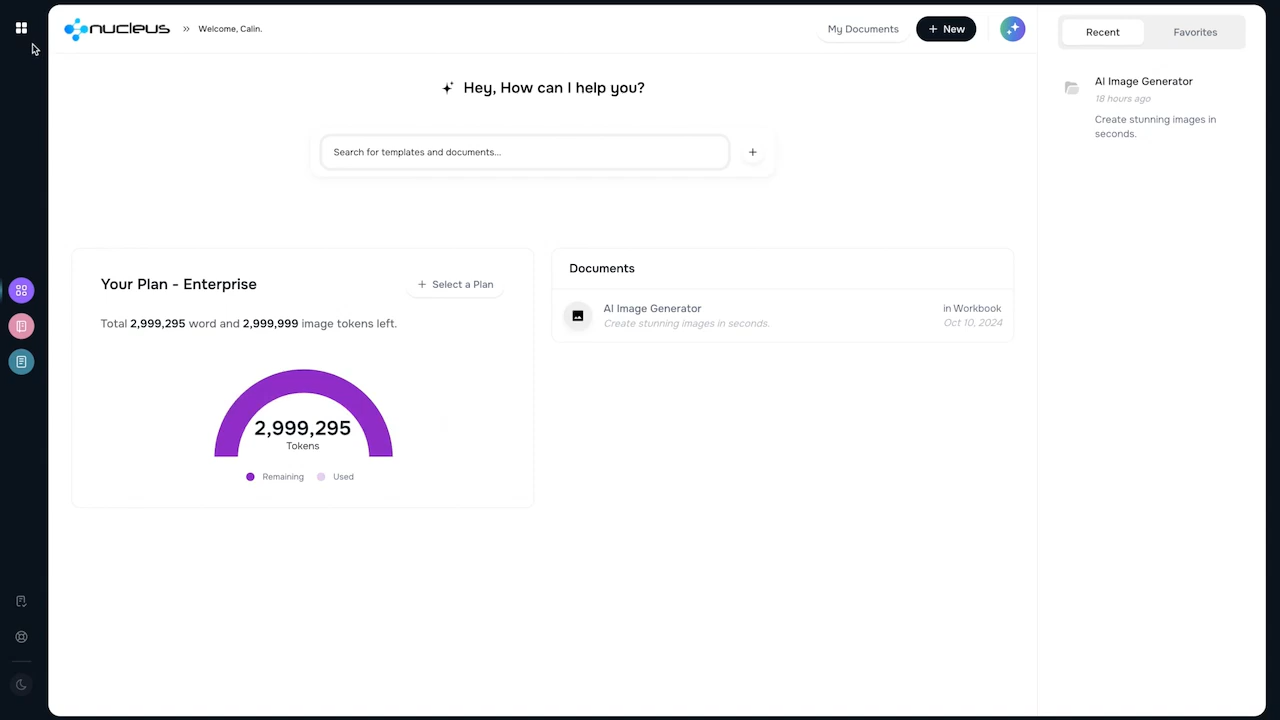 nucleus
Welcome, Calin.
My Documents
+ New
Recent
Favorites
Hey, How can I help you?
Search for templates and documents...
AI Image Generator
18 hours ago
Create stunning images in
seconds.
Your Plan - Enterprise
+ Select a Plan
Total 2,999,295 word and 2,999,999 image tokens left.
2,999,295
Tokens
Remaining
Used
Documents
AI Image Generator
in Workbook
Create stunning images in seconds.
Oct 10, 2024